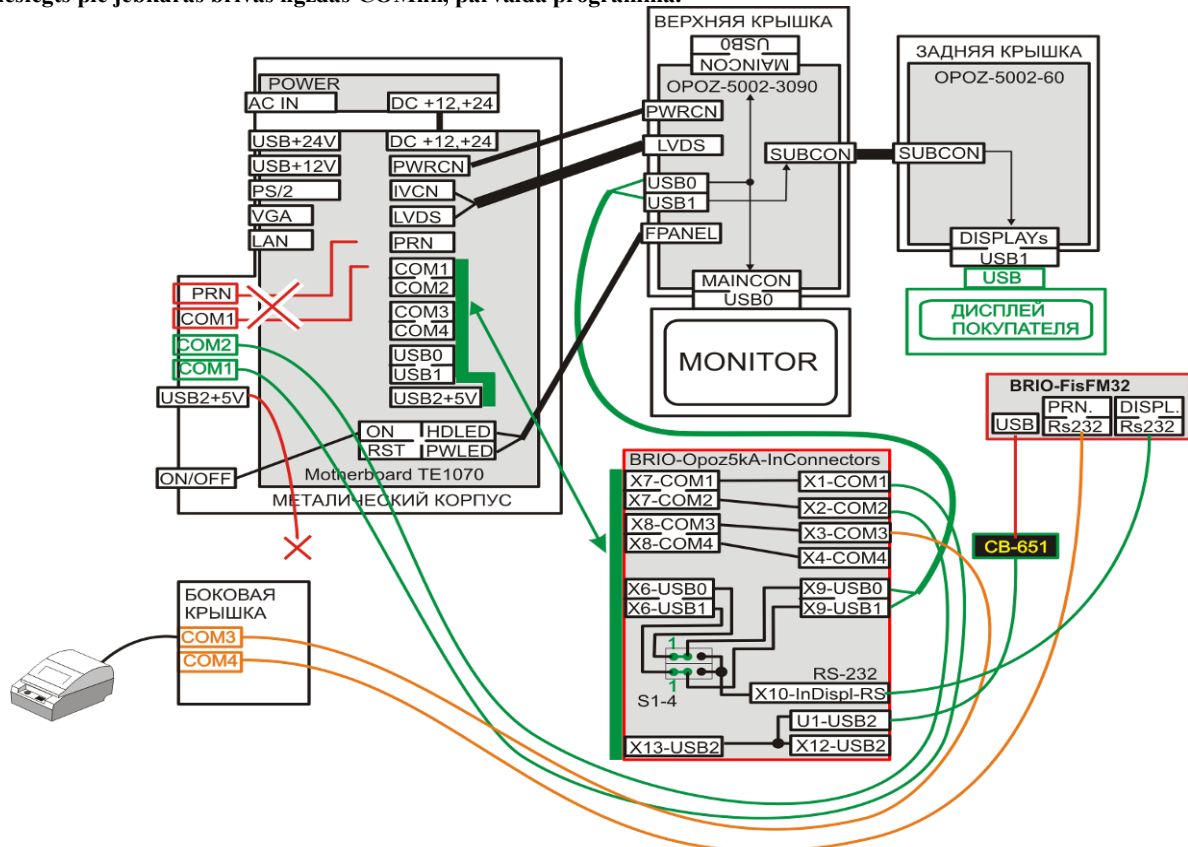 pie jebkuras brīvas ligzdas COMiiii, pārvalda programma.
ВЕРХНЯЯ КРЫШКА
USB0
MAINCON
OPOZ-5002-3090
PWRCN
LVDS
USB0
USB1
FPANEL
SUBCON
MAINCON
USB0
MONITOR
ЗАДНЯЯ КРЫШКА
OPOZ-5002-60
SUBCON
DISPLAYs
USB1
USB
ДИСПЛЕЙ
ПОКУПАТЕЛЯ
POWER
AC IN
DC +12,+24
USB+24V
USB+12V
PS/2
VGA
LAN
DC +12,+24
PWRCN
IVCN
LVDS
PRN
COM1
COM2
COM3
COM4
USB0
USB1
USB2+5V
PRN
COM1
COM2
COM1
USB2+5V
ON/OFF
ON HDLED
RST PWLED
Motherboard TE1070
МЕТАЛИЧЕСКИЙ КОРПУС
БОКОВАЯ
КРЫШКА
COM3
COM4
BRIO-Opoz5kA-InConnectors
X7-COM1 X1-COM1
X7-COM2 X2-COM2
X8-COM3 X3-COM3
X8-COM4 X4-COM4
X6-USB0 X9-USB0
X6-USB1 X9-USB1
1
1
S1-4
RS-232
X10-InDispl-RS
U1-USB2
X13-USB2 X12-USB2
BRIO-FisFM32
USB
PRN.
Rs232
DISPL.
Rs232
CB-651